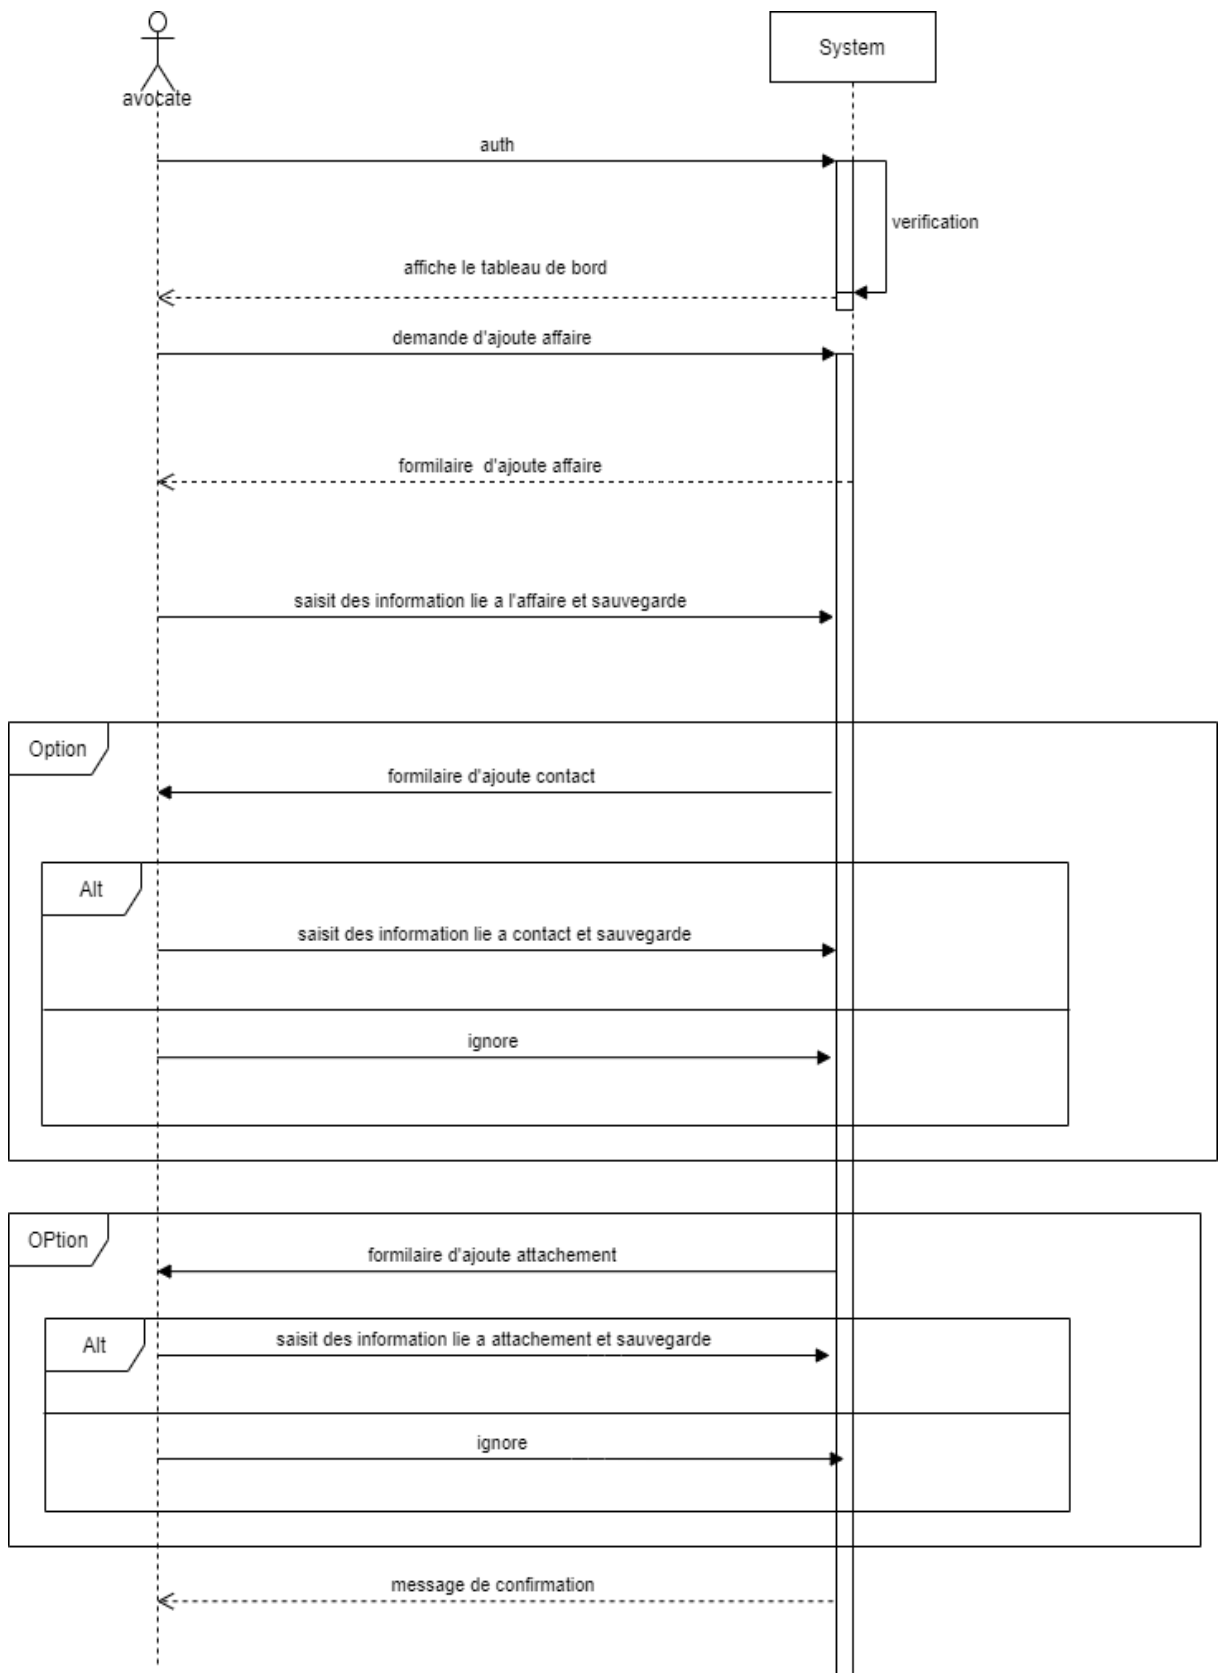 System
avocate
auth
verification
affiche le tableau de bord
demande d'ajoute affaire
formilaire  d'ajoute affaire
saisit des information lie a l'affaire et sauvegarde
Option
formilaire d'ajoute contact
Alt
saisit des information lie a contact et sauvegarde
ignore
OPtion
formilaire d'ajoute attachement
Alt
saisit des information lie a attachement et sauvegarde
ignore
message de confirmation